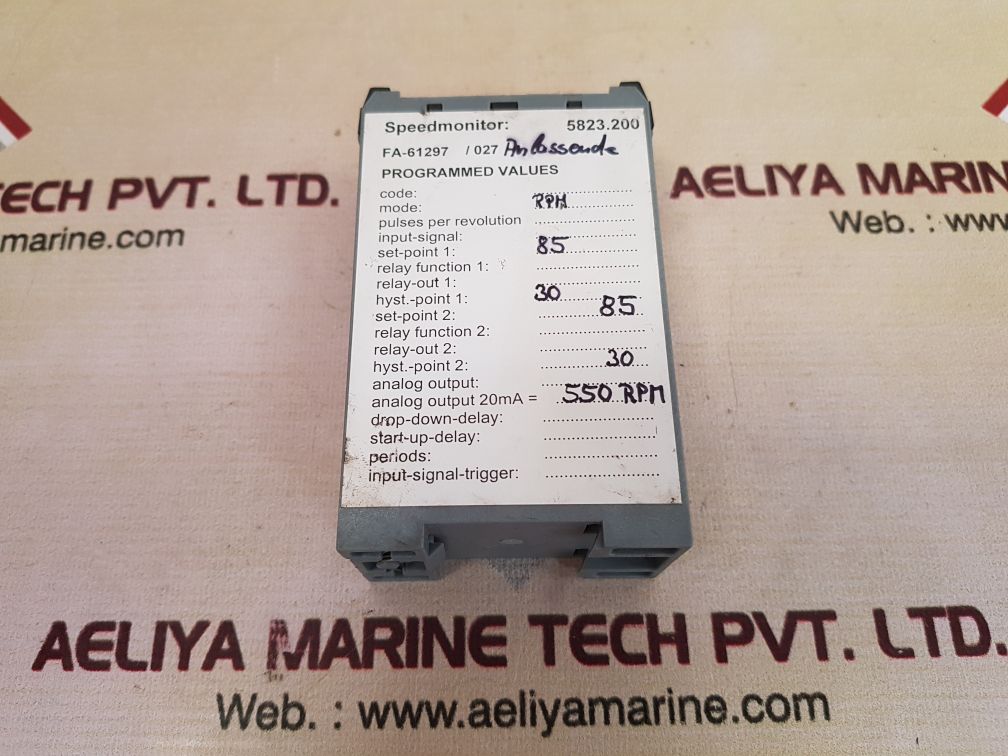 Speedmonitor: 5823.200
FA-61297 / 027 Anlassende
PROGRAMMED VALUES
code:
mode: RPM
pulses per revolution
input-signal:
set-point 1: 85
relay function 1:
relay-out 1:
hyst.-point 1: 30
set-point 2: 85
relay function 2:
relay-out 2:
hyst.-point 2: 30
analog output:
analog output 20mA = 550 RPM
drop-down-delay:
start-up-delay:
periods:
input-signal-trigger:
TECH PVT. LTD.
marine.com
AELIYA MARINE
Web. : www
AELIYA MARINE TECH PVT. LTD.
Web. : www.aeliyamarine.com